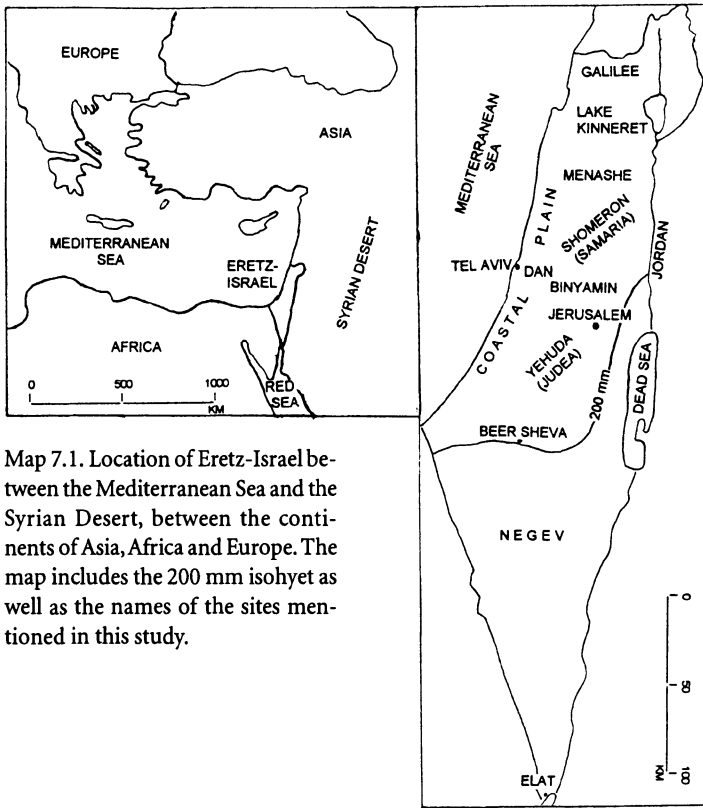 EUROPE
ASIA
MEDITERRANEAN
SEA
ERETZ-
ISRAEL
SYRIAN DESERT
AFRICA
RED
SEA
0 500 1000
KM
Map 7.1. Location of Eretz-Israel be-
tween the Mediterranean Sea and the
Syrian Desert, between the conti-
nents of Asia, Africa and Europe. The
map includes the 200 mm isohyet as
well as the names of the sites men-
tioned in this study.
GALILEE
LAKE
KINNERET
MEDITERRANEAN
SEA
MENASHE
SHOMERON
(SAMARIA)
JORDAN
COASTAL PLAIN
TEL AVIV
DAN
BINYAMIN
JERUSALEM
YEHUDA
(JUDEA)
200 mm
DEAD SEA
BEER SHEVA
NEGEV
ELAT
0 50 100
KM